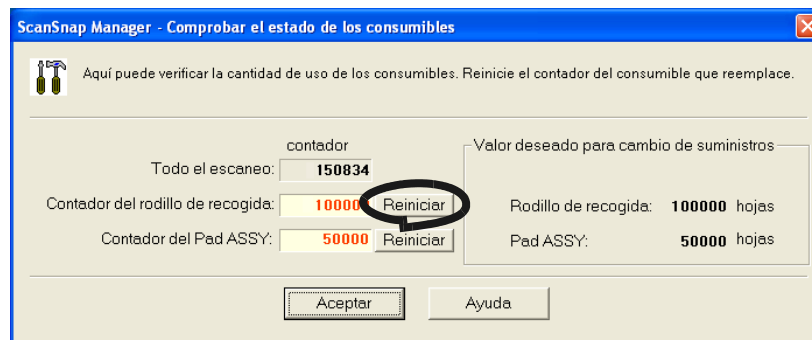 ScanSnap Manager - Comprobar el estado de los consumibles
Aquí puede verificar la cantidad de uso de los consumibles. Reinicie el contador del consumible que reemplace.
contador
Todo el escaneo: 150834
Contador del rodillo de recogida: 100000 Reiniciar
Contador del Pad ASSY: 50000 Reiniciar
Valor deseado para cambio de suministros
Rodillo de recogida: 100000 hojas
Pad ASSY: 50000 hojas
Aceptar Ayuda